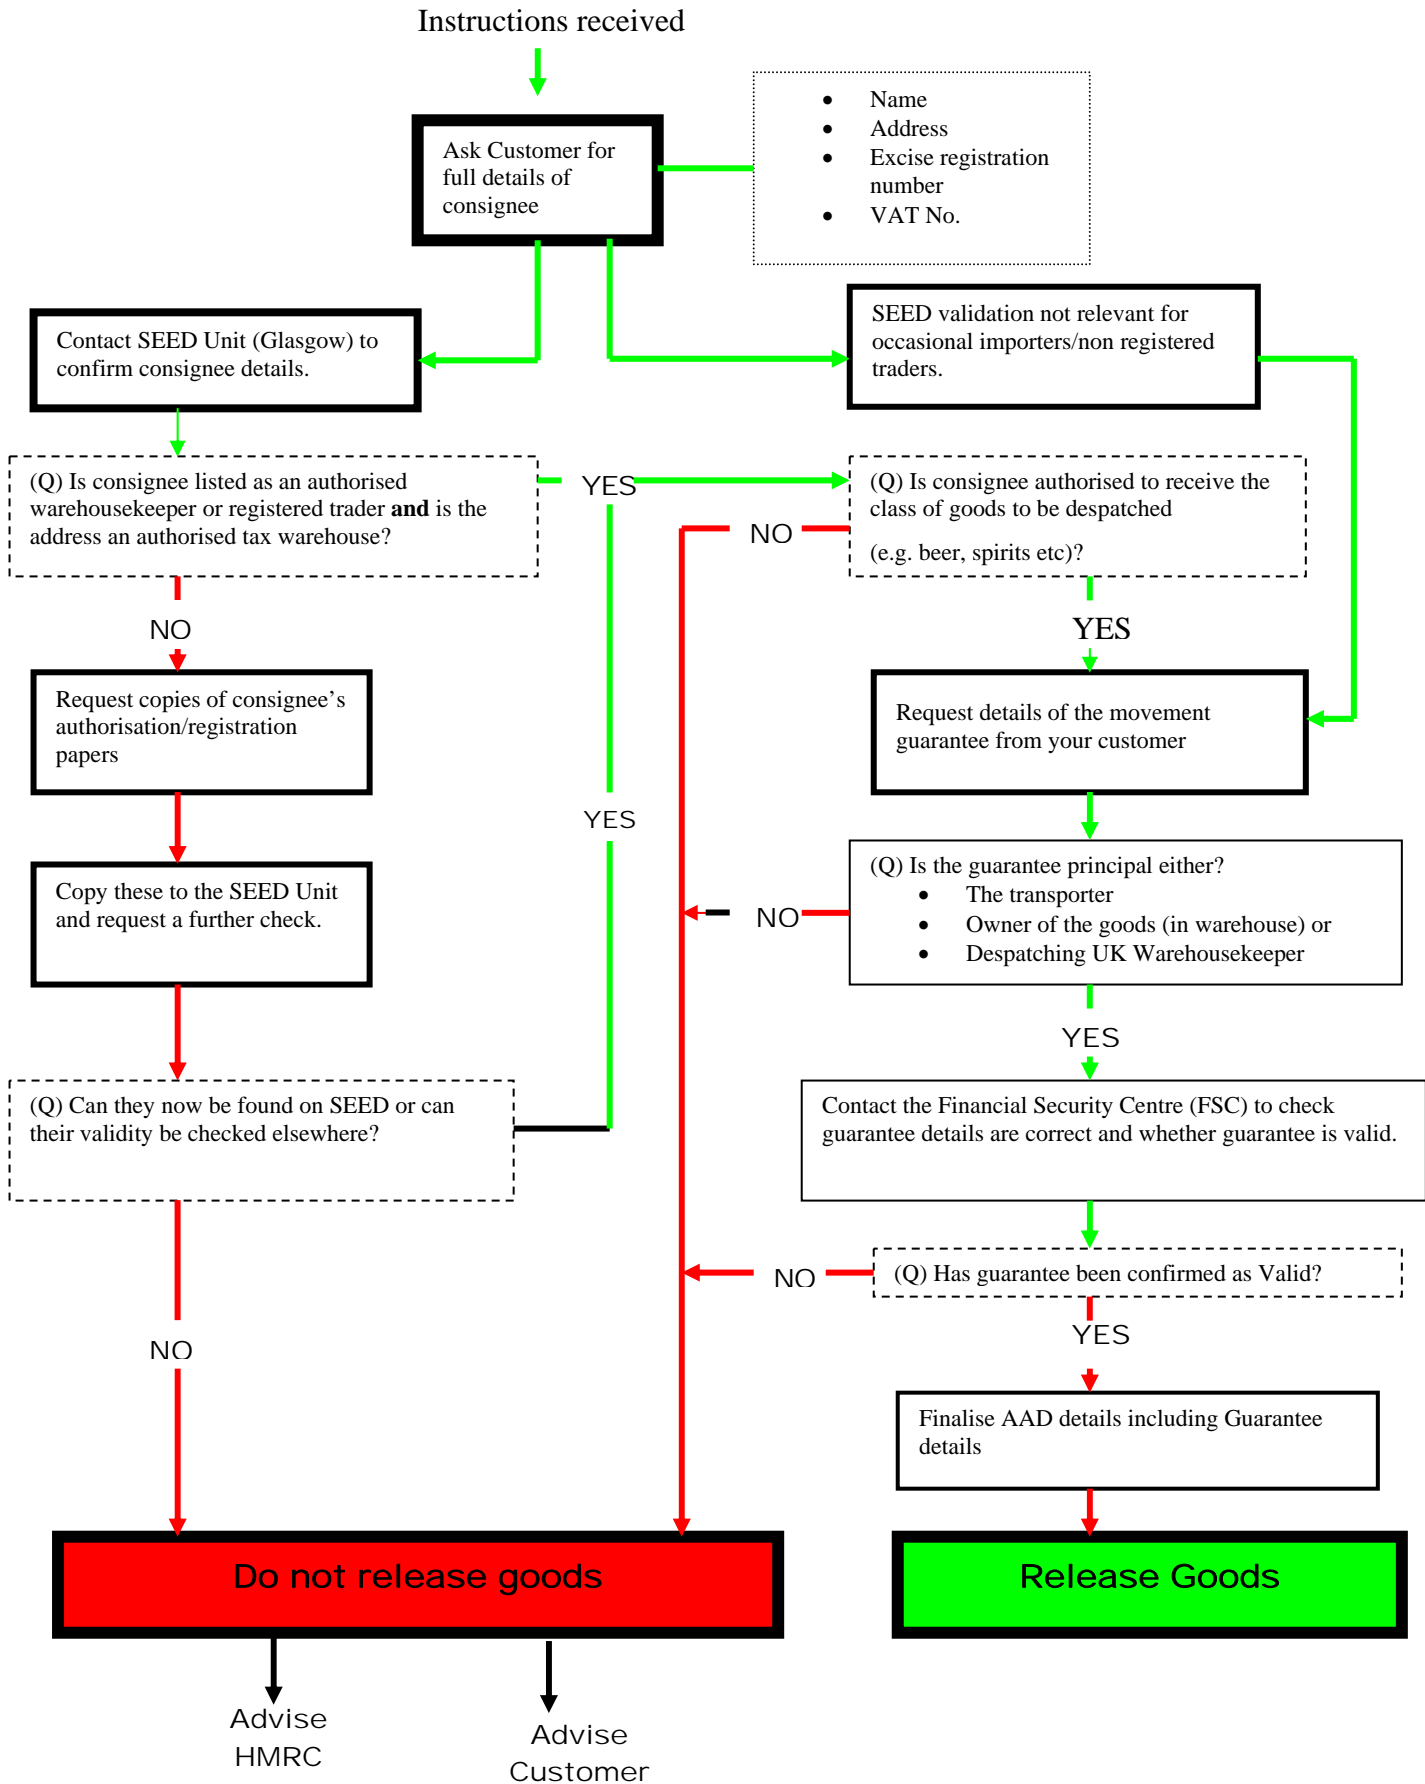 Instructions received
Ask Customer for
full details of
consignee
• Name
• Address
• Excise registration
number
• VAT No.
Contact SEED Unit (Glasgow) to
confirm consignee details.
SEED validation not relevant for
occasional importers/non registered
traders.
(Q) Is consignee listed as an authorised
warehousekeeper or registered trader and is the
address an authorised tax warehouse?
YES
(Q) Is consignee authorised to receive the
class of goods to be despatched
(e.g. beer, spirits etc)?
NO
NO
YES
Request copies of consignee's
authorisation/registration
papers
Request details of the movement
guarantee from your customer
YES
Copy these to the SEED Unit
and request a further check.
(Q) Is the guarantee principal either?
• The transporter
• Owner of the goods (in warehouse) or
• Despatching UK Warehousekeeper
NO
YES
(Q) Can they now be found on SEED or can
their validity be checked elsewhere?
Contact the Financial Security Centre (FSC) to check
guarantee details are correct and whether guarantee is valid.
NO
(Q) Has guarantee been confirmed as Valid?
NO
YES
Finalise AAD details including Guarantee
details
Do not release goods
Release Goods
Advise
HMRC
Advise
Customer